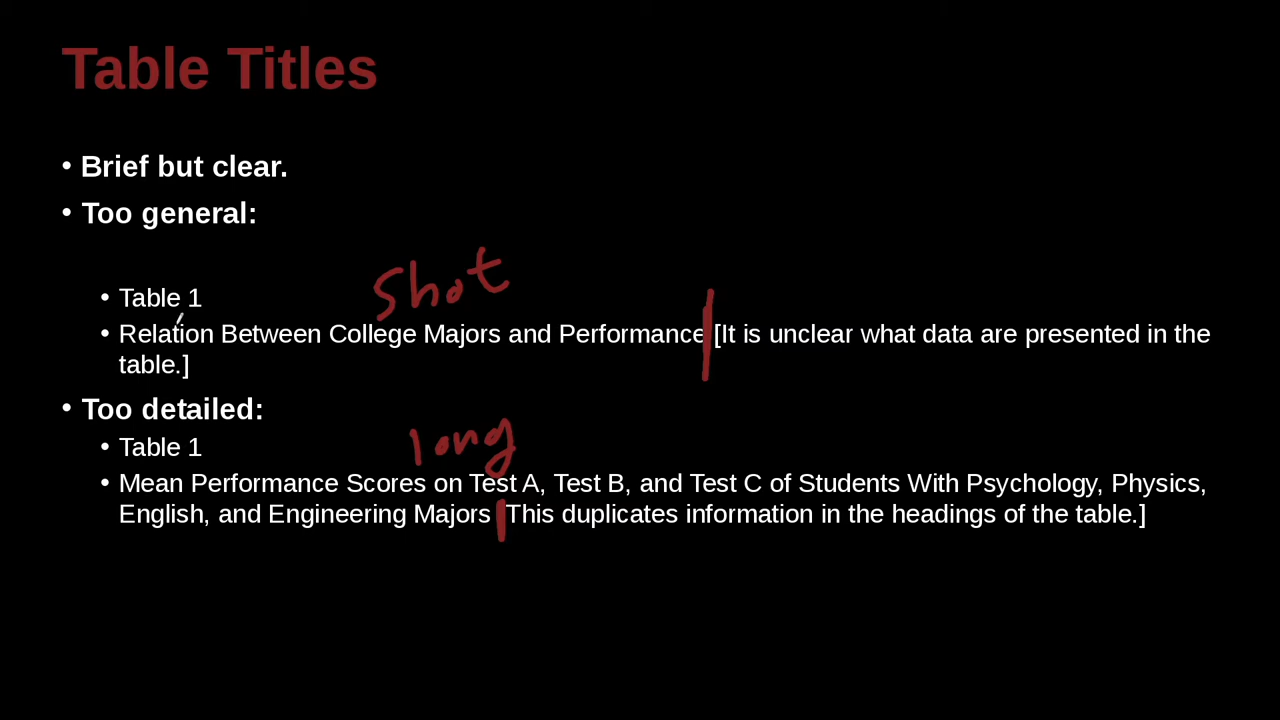 Table Titles
• Brief but clear.
• Too general:
Shot
• Table 1
• Relation Between College Majors and Performance [It is unclear what data are presented in the
table.]
• Too detailed:
long
• Table 1
• Mean Performance Scores on Test A, Test B, and Test C of Students With Psychology, Physics,
English, and Engineering Majors This duplicates information in the headings of the table.]